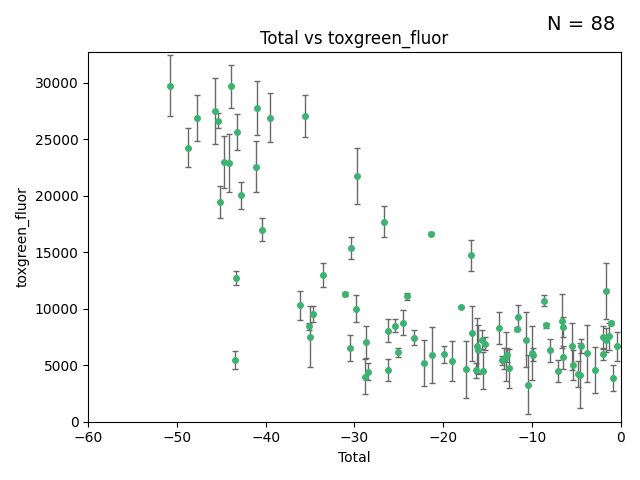 N = 88
Total vs toxgreen_fluor
toxgreen_fluor
30000
25000
20000
15000
10000
5000
0
−60 −50 −40 −30 −20 −10 0
Total